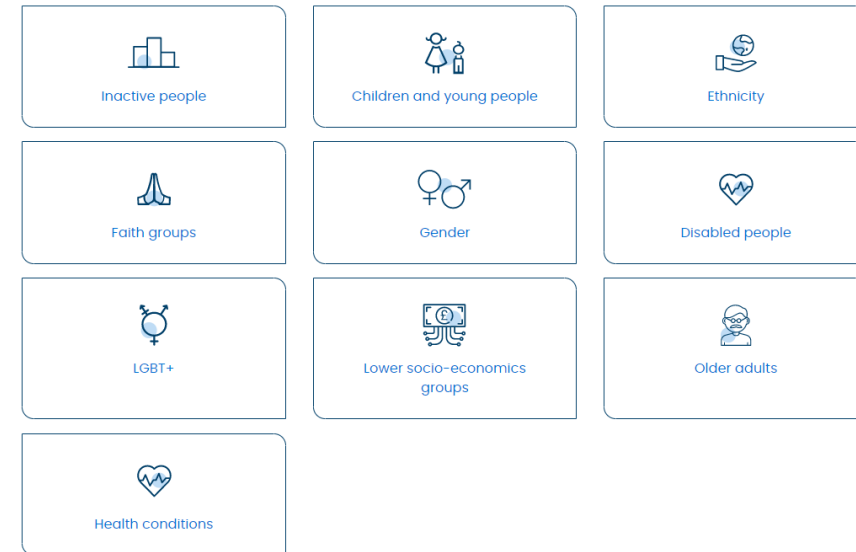 Inactive people
Children and young people
Ethnicity
Faith groups
Gender
Disabled people
LGBT+
£
Lower socio-economics
groups
Older adults
Health conditions